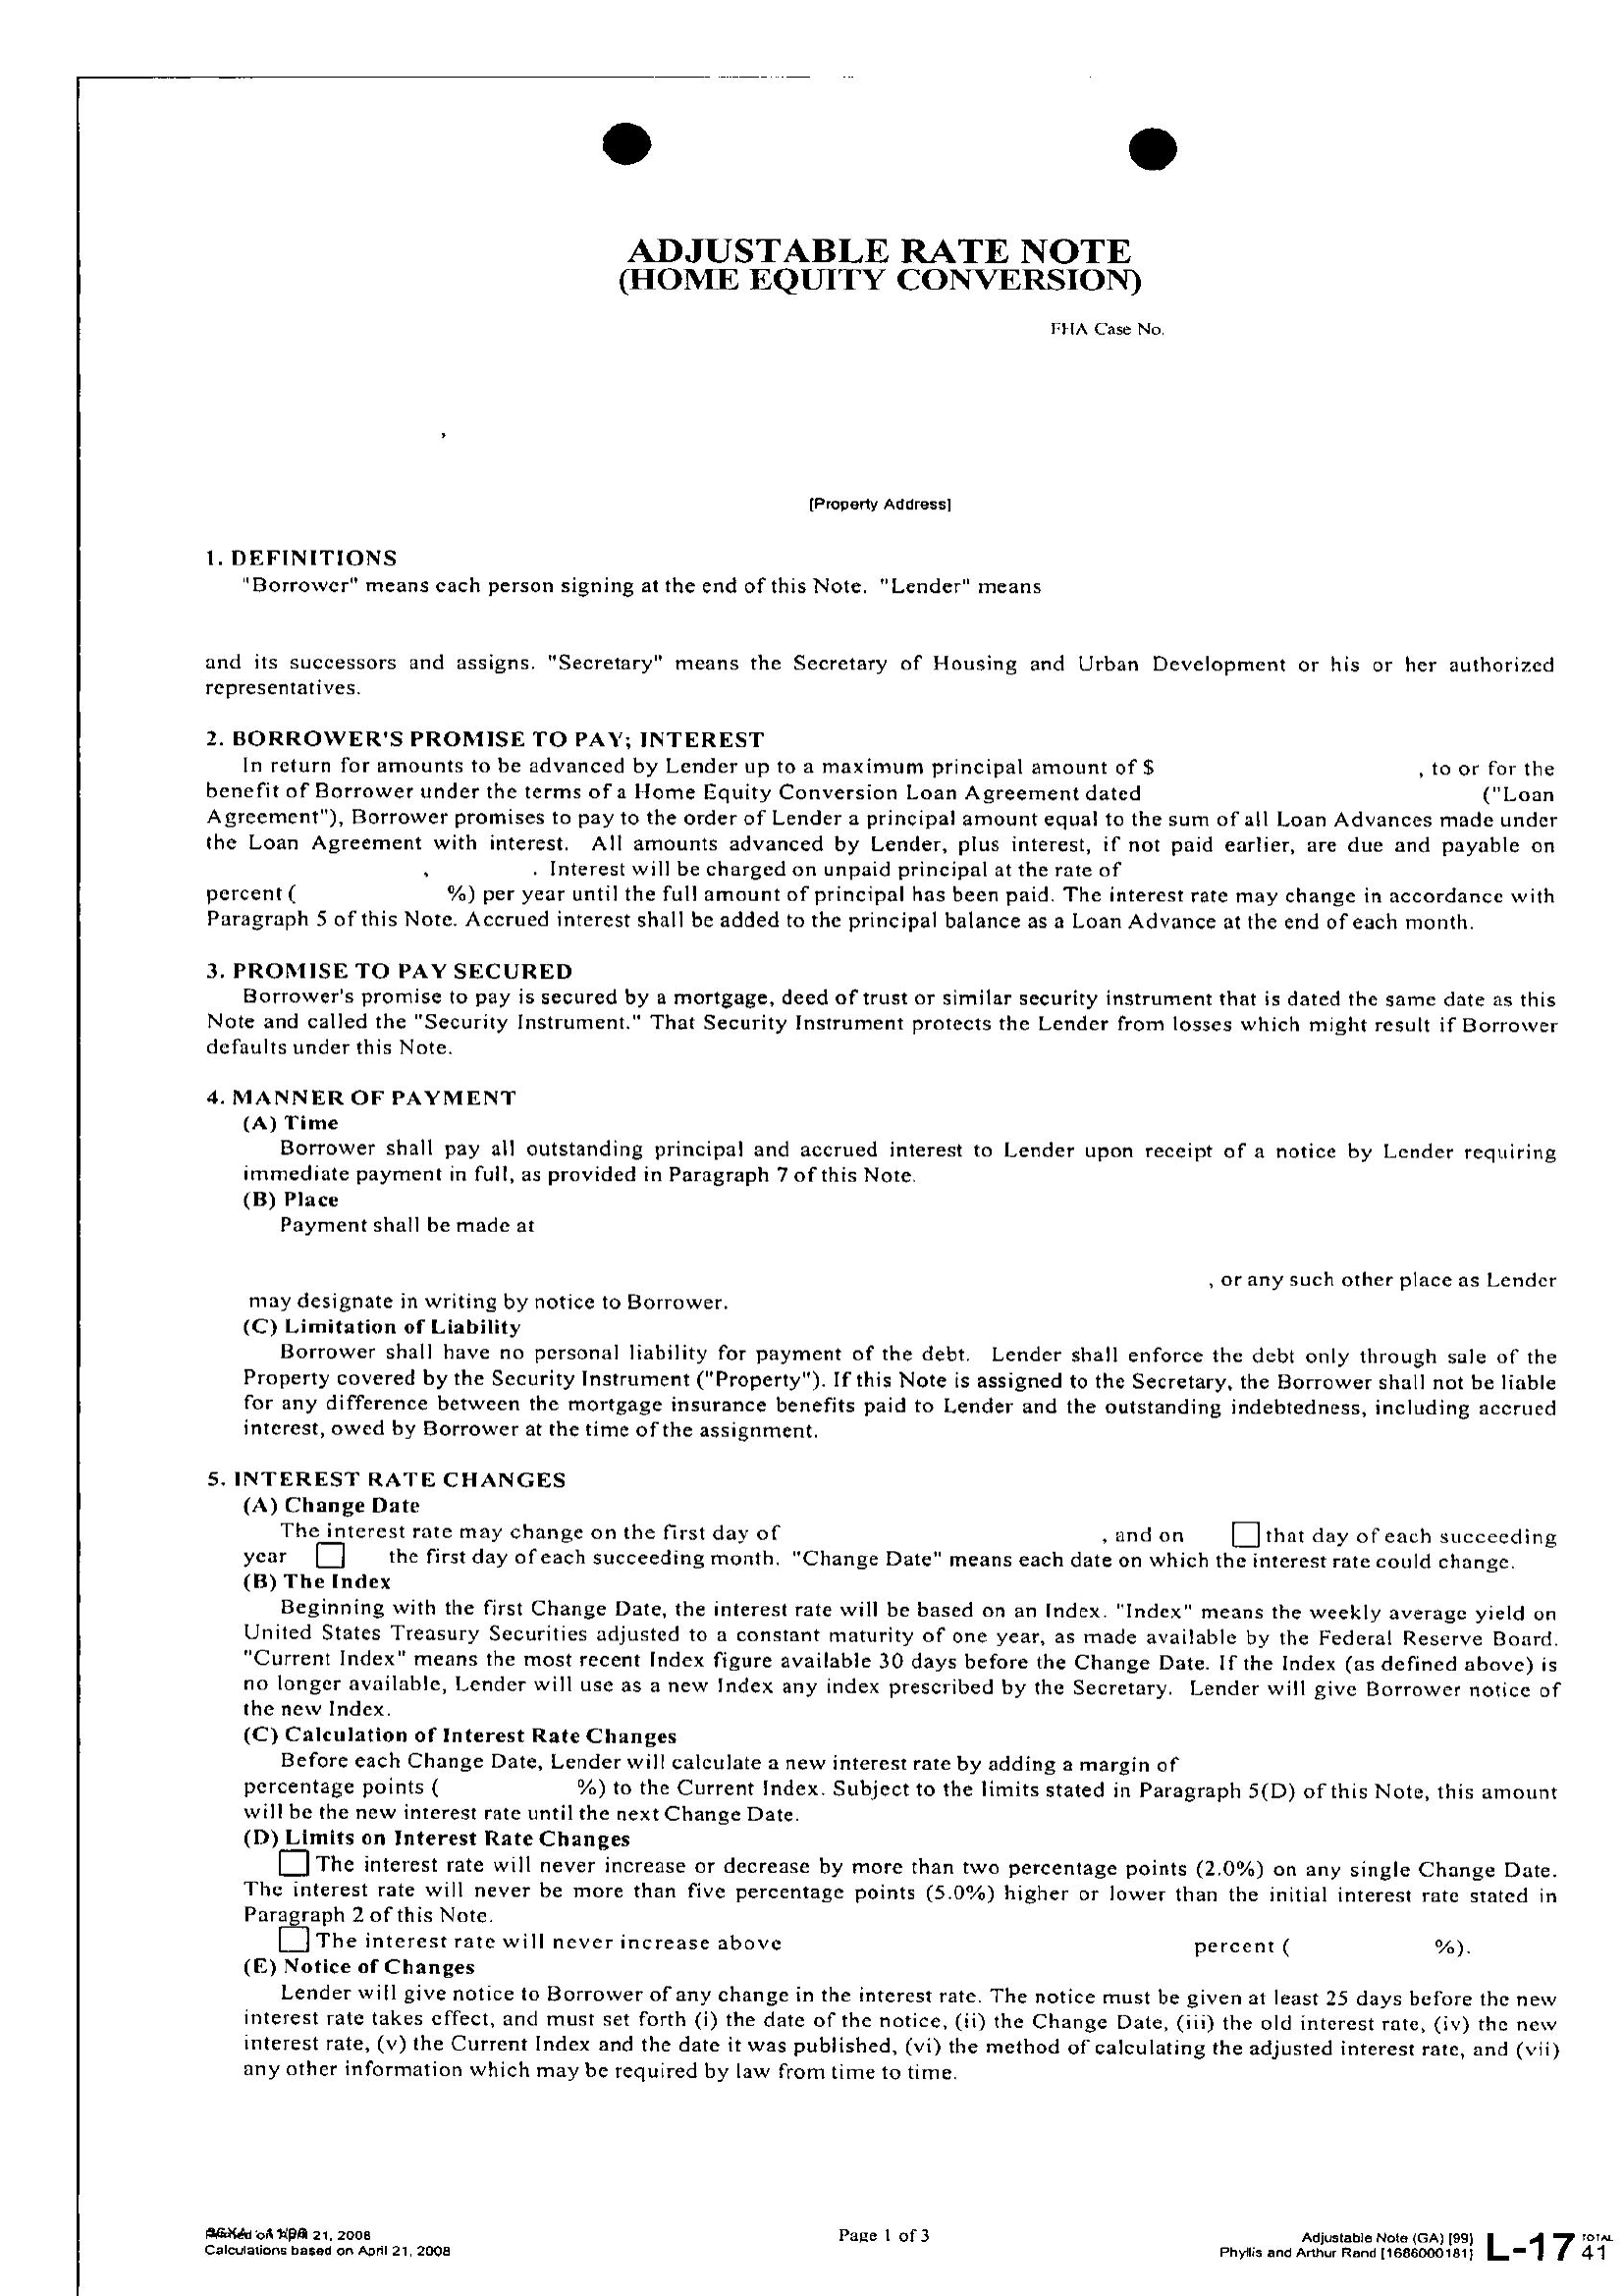 ADJUSTABLE RATE NOTE
(HOME EQUITY CONVERSION)
FHA Case No.
,
[Property Address]
1. DEFINITIONS
"Borrower" means each person signing at the end of this Note. "Lender" means
and its successors and assigns. "Secretary" means the Secretary of Housing and Urban Development or his or her authorized
representatives.
2. BORROWER'S PROMISE TO PAY; INTEREST
In return for amounts to be advanced by Lender up to a maximum principal amount of $ , to or for the
benefit of Borrower under the terms of a Home Equity Conversion Loan Agreement dated ("Loan
Agreement"), Borrower promises to pay to the order of Lender a principal amount equal to the sum of all Loan Advances made under
the Loan Agreement with interest. All amounts advanced by Lender, plus interest, if not paid earlier, are due and payable on
, . Interest will be charged on unpaid principal at the rate of
percent ( %) per year until the full amount of principal has been paid. The interest rate may change in accordance with
Paragraph 5 of this Note. Accrued interest shall be added to the principal balance as a Loan Advance at the end of each month.
3. PROMISE TO PAY SECURED
Borrower's promise to pay is secured by a mortgage, deed of trust or similar security instrument that is dated the same date as this
Note and called the "Security Instrument." That Security Instrument protects the Lender from losses which might result if Borrower
defaults under this Note.
4. MANNER OF PAYMENT
(A) Time
Borrower shall pay all outstanding principal and accrued interest to Lender upon receipt of a notice by Lender requiring
immediate payment in full, as provided in Paragraph 7 of this Note.
(B) Place
Payment shall be made at
, or any such other place as Lender
may designate in writing by notice to Borrower.
(C) Limitation of Liability
Borrower shall have no personal liability for payment of the debt. Lender shall enforce the debt only through sale of the
Property covered by the Security Instrument ("Property"). If this Note is assigned to the Secretary, the Borrower shall not be liable
for any difference between the mortgage insurance benefits paid to Lender and the outstanding indebtedness, including accrued
interest, owed by Borrower at the time of the assignment.
5. INTEREST RATE CHANGES
(A) Change Date
The interest rate may change on the first day of , and on that day of each succeeding
year the first day of each succeeding month. "Change Date" means each date on which the interest rate could change.
(B) The Index
Beginning with the first Change Date, the interest rate will be based on an Index. "Index" means the weekly average yield on
United States Treasury Securities adjusted to a constant maturity of one year, as made available by the Federal Reserve Board.
"Current Index" means the most recent Index figure available 30 days before the Change Date. If the Index (as defined above) is
no longer available, Lender will use as a new Index any index prescribed by the Secretary. Lender will give Borrower notice of
the new Index.
(C) Calculation of Interest Rate Changes
Before each Change Date, Lender will calculate a new interest rate by adding a margin of
percentage points ( %) to the Current Index. Subject to the limits stated in Paragraph 5(D) of this Note, this amount
will be the new interest rate until the next Change Date.
(D) Limits on Interest Rate Changes
The interest rate will never increase or decrease by more than two percentage points (2.0%) on any single Change Date.
The interest rate will never be more than five percentage points (5.0%) higher or lower than the initial interest rate stated in
Paragraph 2 of this Note.
The interest rate will never increase above percent ( %).
(E) Notice of Changes
Lender will give notice to Borrower of any change in the interest rate. The notice must be given at least 25 days before the new
interest rate takes effect, and must set forth (i) the date of the notice, (ii) the Change Date, (iii) the old interest rate, (iv) the new
interest rate, (v) the Current Index and the date it was published, (vi) the method of calculating the adjusted interest rate, and (vii)
any other information which may be required by law from time to time.
21, 2008
Calculations based on April 21, 2008
Page 1 of 3
Adjustable Note (GA) [99]
Phyllis and Arthur Rand [1686000181]
L-17 TOTAL 41